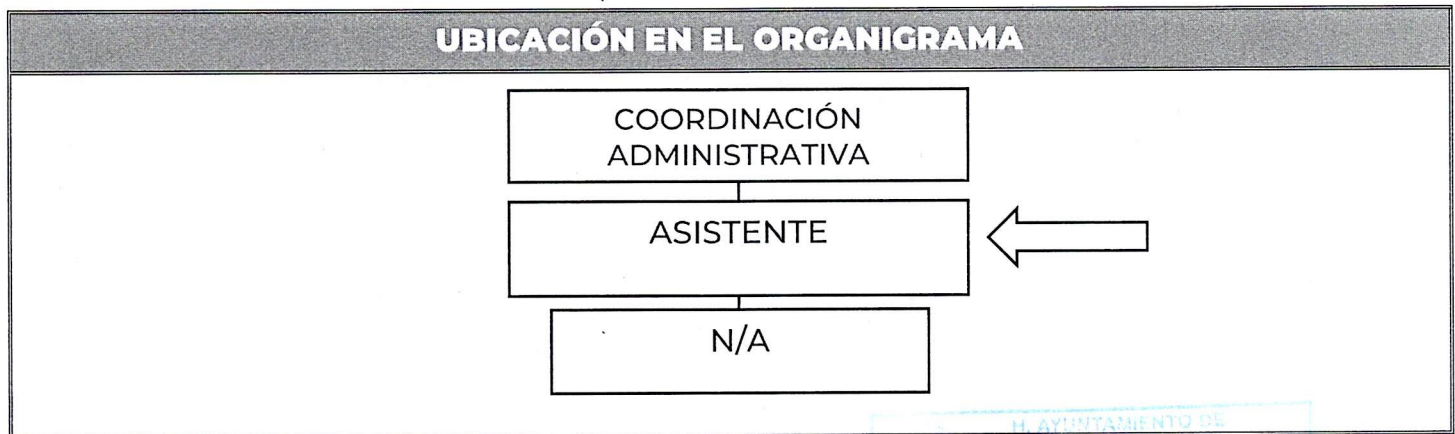 UBICACIÓN EN EL ORGANIGRAMA
COORDINACIÓN
ADMINISTRATIVA
ASISTENTE
N/A
H. AYUNTAMIENTO DE